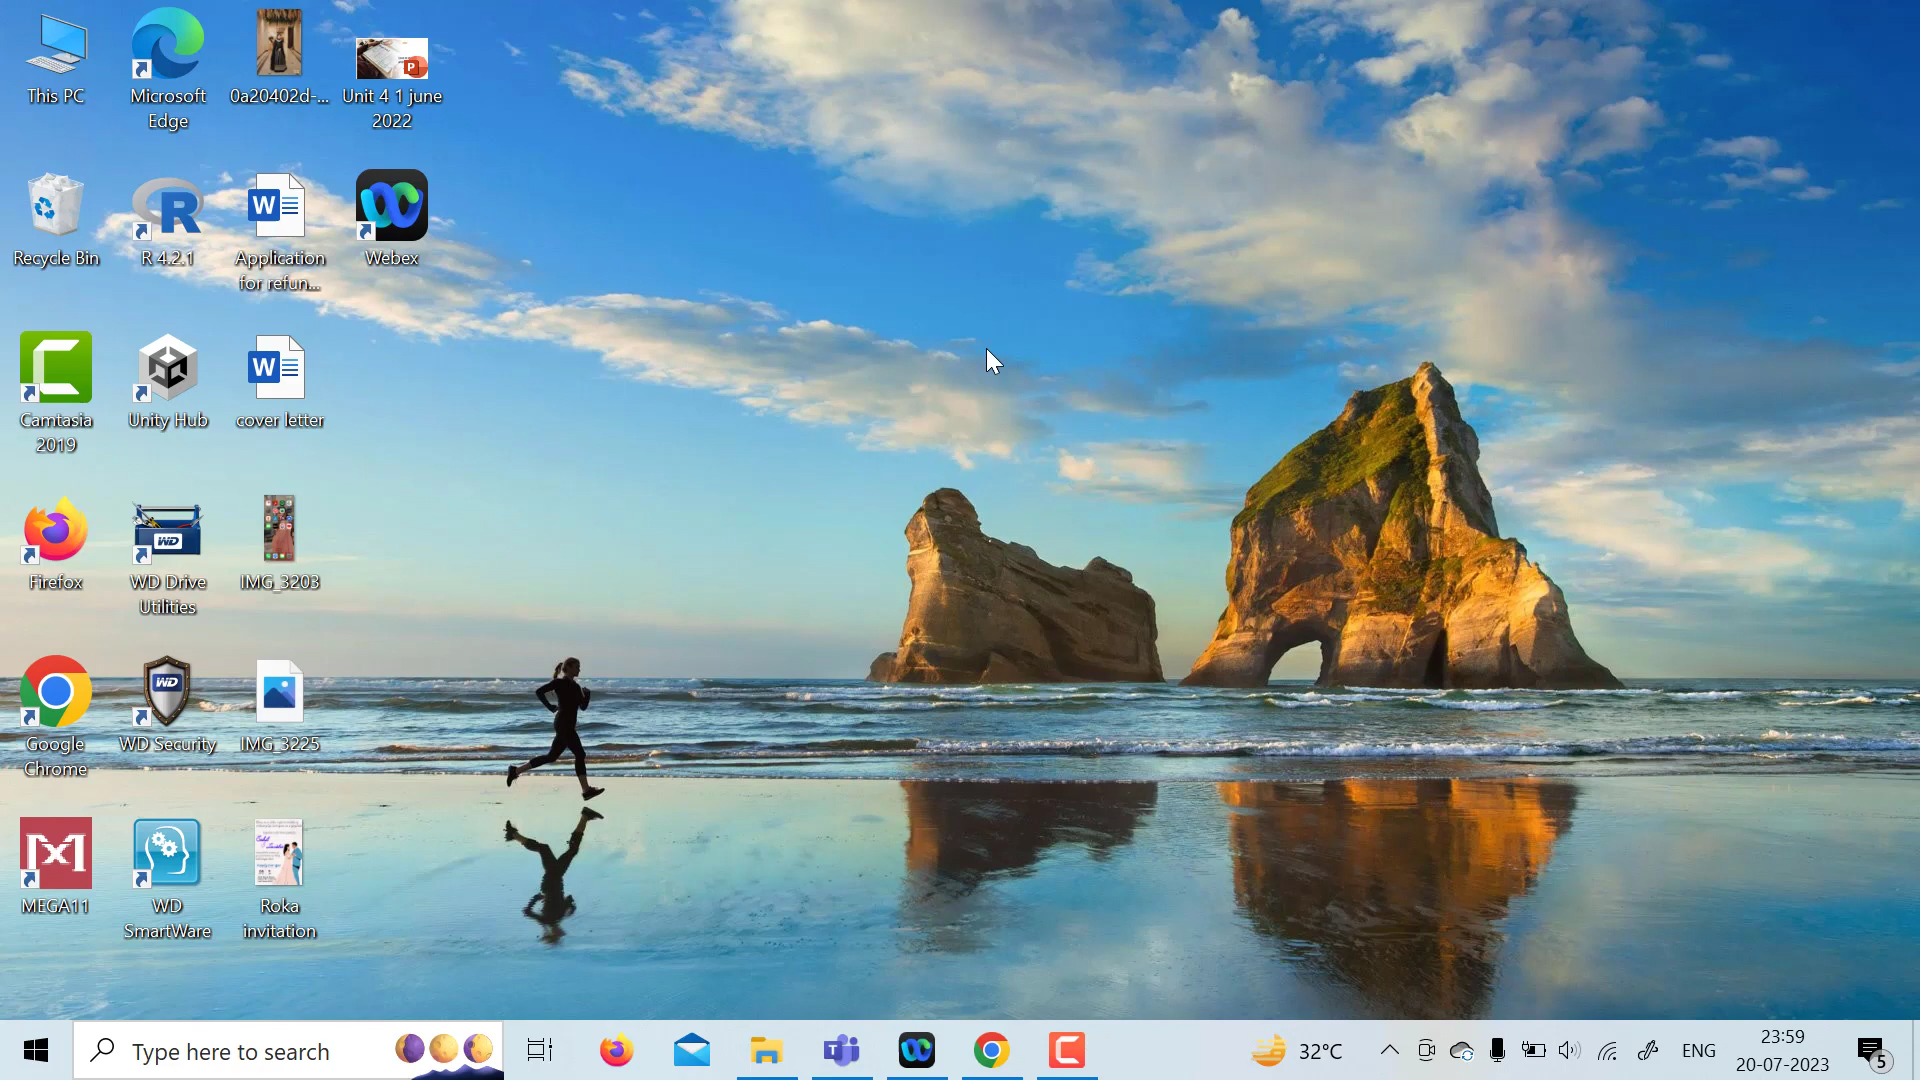 This PC
Microsoft
Edge
0a20402d-...
Unit 4 1 june
2022
Recycle Bin
R 4.2.1
Application
for refun...
Webex
Camtasia
2019
Unity Hub
cover letter
Firefox
WD Drive
Utilities
IMG_3203
Google
Chrome
WD Security
IMG_3225
MEGA11
WD
SmartWare
Roka
invitation
Type here to search
32°C
ENG
23:59
20-07-2023
5